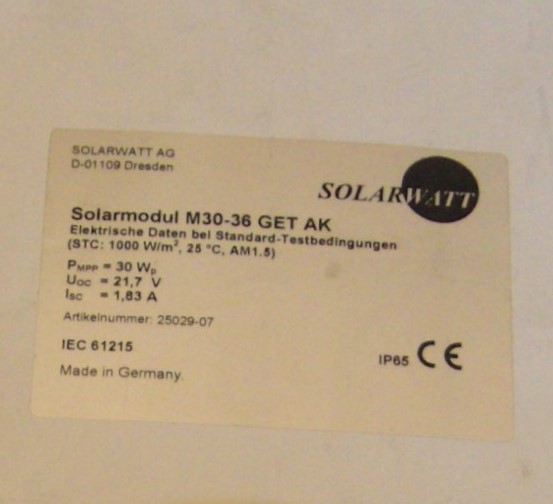 SOLARWATT AG
D-01109 Dresden
SOLARWATT
Solarmodul M30-36 GET AK
Elektrische Daten bei Standard-Testbedingungen
(STC: 1000 W/m², 25 °C, AM1.5)
PMPP = 30 Wp
UOC = 21,7 V
ISC = 1,83 A
Artikelnummer: 25029-07
IEC 61215
IP65 CE
Made in Germany.